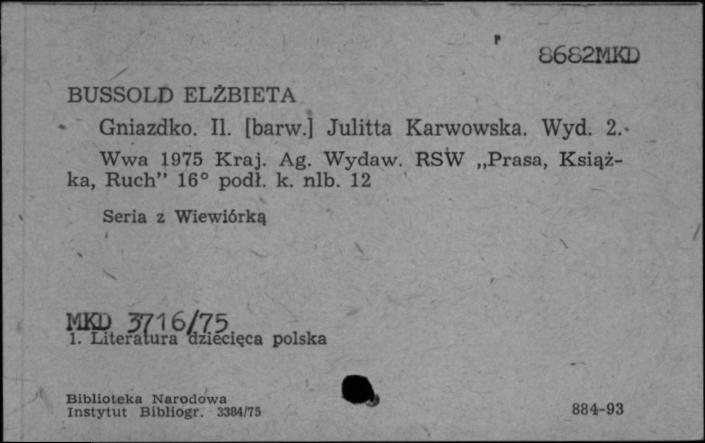 8682MKD
BUSSOLD ELŻBIETA
Gniazdko. Il. [barw.] Julitta Karwowska. Wyd. 2.
Wwa 1975 Kraj. Ag. Wydaw. RSW „Prasa, Książ-
ka, Ruch” 16° podł. k. nlb. 12
Seria z Wiewiórką
MKD 3716/75
1. Literatura dziecięca polska
Biblioteka Narodowa
Instytut Bibliogr. 3384/75
884-93